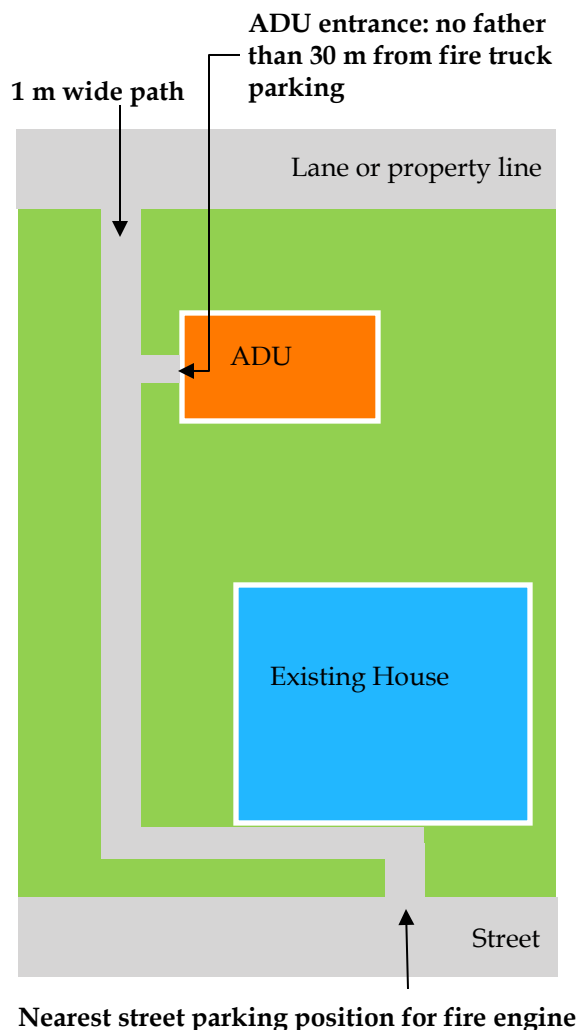 ADU entrance: no father
than 30 m from fire truck
parking
1 m wide path
Lane or property line
ADU
Existing House
Street
Nearest street parking position for fire engine